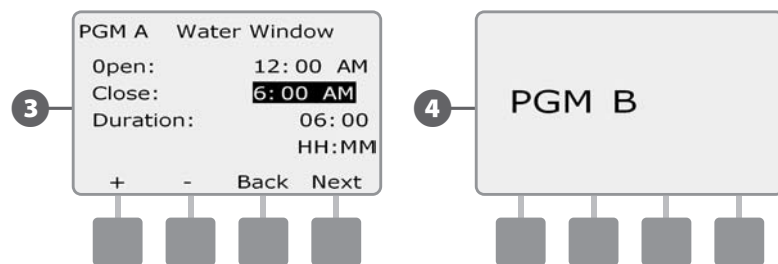 3
PGM A Water Window
Open: 12:00 AM
Close: 6:00 AM
Duration: 06:00
HH:MM
+ - Back Next
4
PGM B